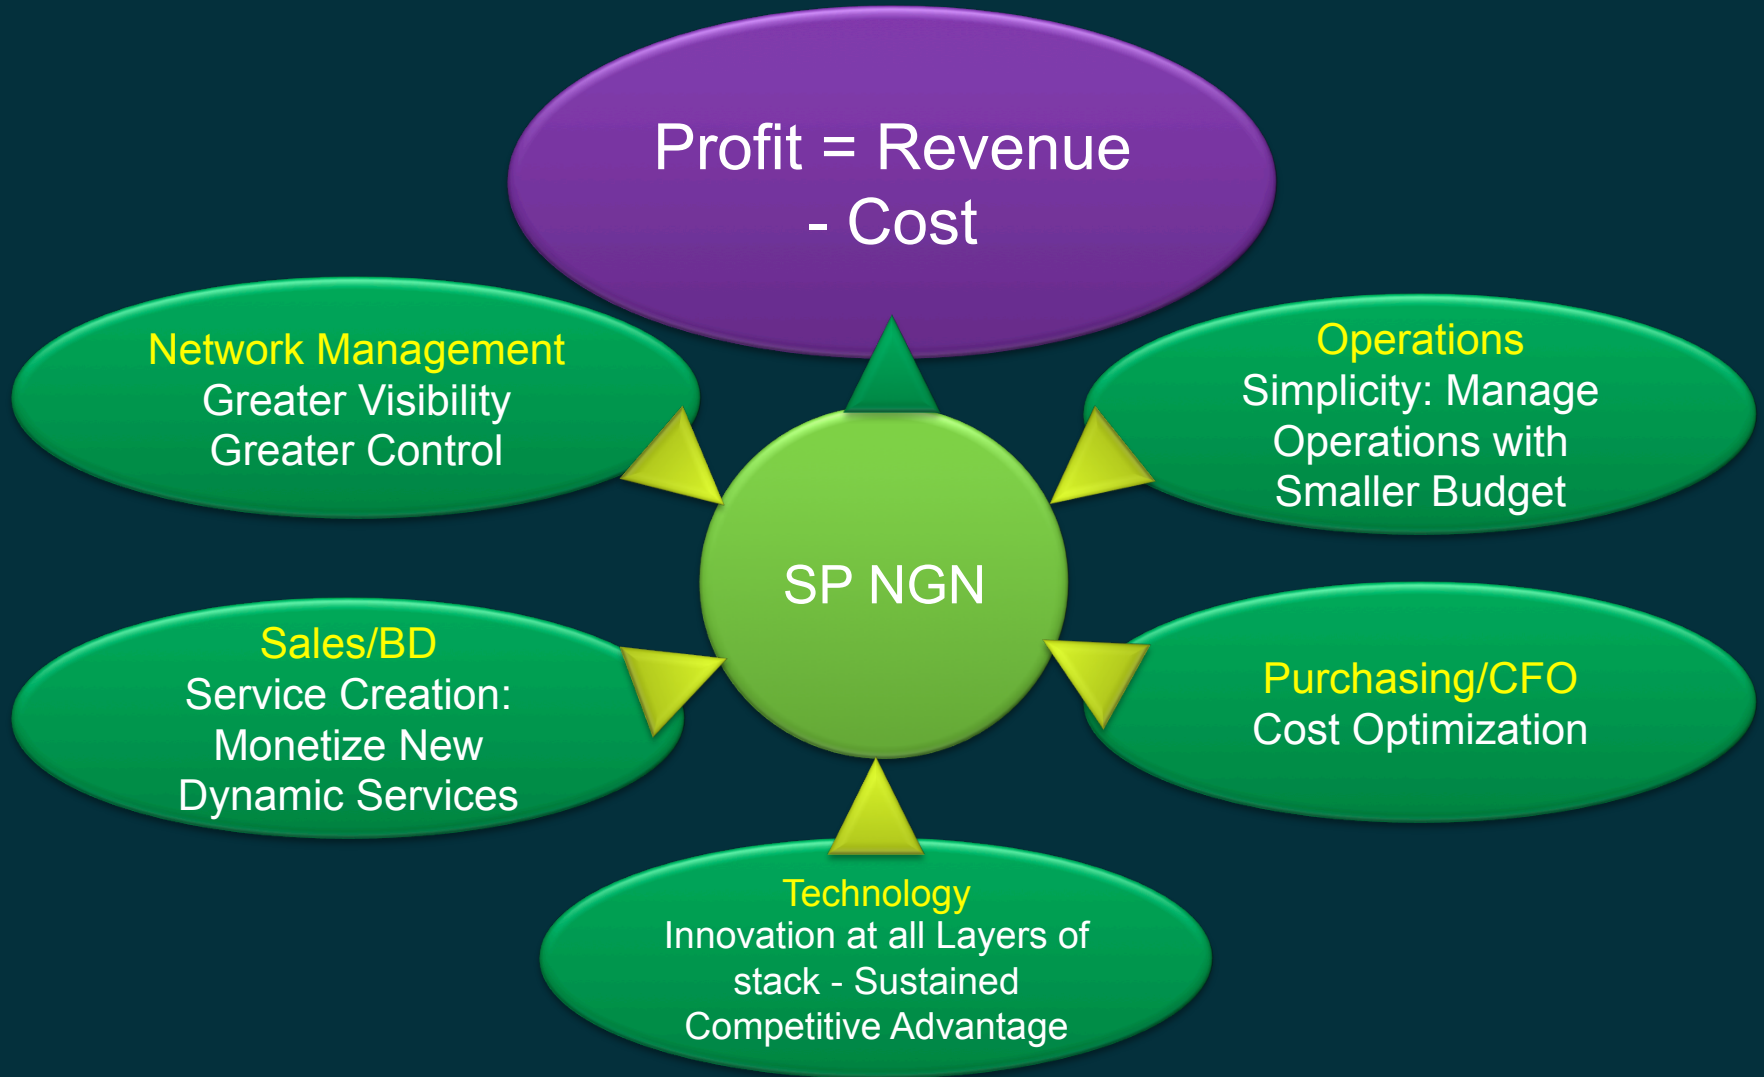 Profit = Revenue
- Cost
Network Management
Greater Visibility
Greater Control
Operations
Simplicity: Manage
Operations with
Smaller Budget
SP NGN
Sales/BD
Service Creation:
Monetize New
Dynamic Services
Purchasing/CFO
Cost Optimization
Technology
Innovation at all Layers of
stack - Sustained
Competitive Advantage